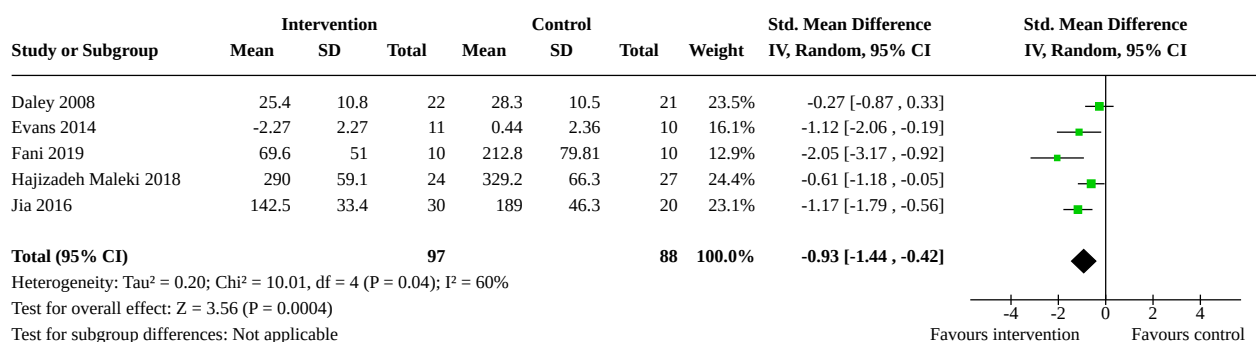 Intervention Control Std. Mean Difference Std. Mean Difference
Study or Subgroup Mean SD Total Mean SD Total Weight IV, Random, 95% CI IV, Random, 95% CI
Daley 2008 25.4 10.8 22 28.3 10.5 21 23.5% -0.27 [-0.87 , 0.33]
Evans 2014 -2.27 2.27 11 0.44 2.36 10 16.1% -1.12 [-2.06 , -0.19]
Fani 2019 69.6 51 10 212.8 79.81 10 12.9% -2.05 [-3.17 , -0.92]
Hajizadeh Maleki 2018 290 59.1 24 329.2 66.3 27 24.4% -0.61 [-1.18 , -0.05]
Jia 2016 142.5 33.4 30 189 46.3 20 23.1% -1.17 [-1.79 , -0.56]
Total (95% CI) 97 88 100.0% -0.93 [-1.44 , -0.42]
Heterogeneity: Tau² = 0.20; Chi² = 10.01, df = 4 (P = 0.04); I² = 60%
Test for overall effect: Z = 3.56 (P = 0.0004)
-4 -2 0 2 4
Test for subgroup differences: Not applicable
Favours intervention Favours control